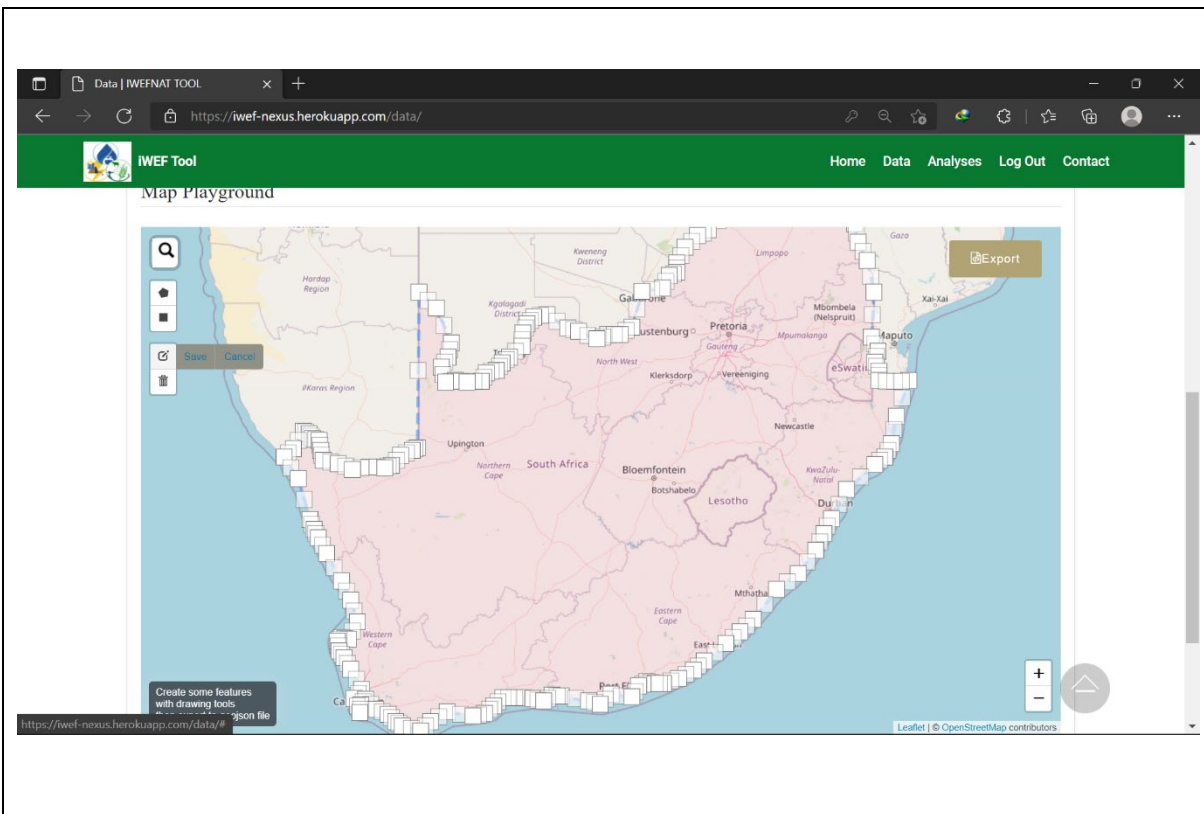 Data | IWEFNAT TOOL
https://iwef-nexus.herokuapp.com/data/
iWEF Tool
Home Data Analyses Log Out Contact
Map Playground
Export
Save Cancel
Hardap
Region
Kweneng
District
Kgalagadi
Limpopo
Gaza
Xai-Xai
Mbombela
(Nelspruit)
Maputo
Pretoria
Gauteng
Mpumalanga
North West
Klerksdorp
Vereeniging
ǁKaras Region
Newcastle
Upington
Northern
Cape
South Africa
Bloemfontein
Botshabelo
Lesotho
KwaZulu-
Natal
Mthatha
Eastern
Cape
Western
Cape
Create some features
with drawing tools
https://iwef-nexus.herokuapp.com/data/#
+
−
Leaflet | © OpenStreetMap contributors